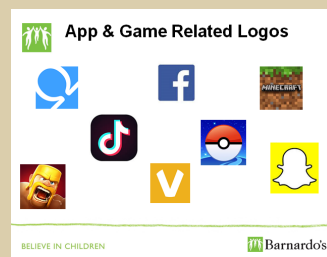 App & Game Related Logos
MINECRAFT
BELIEVE IN CHILDREN
Barnardo's